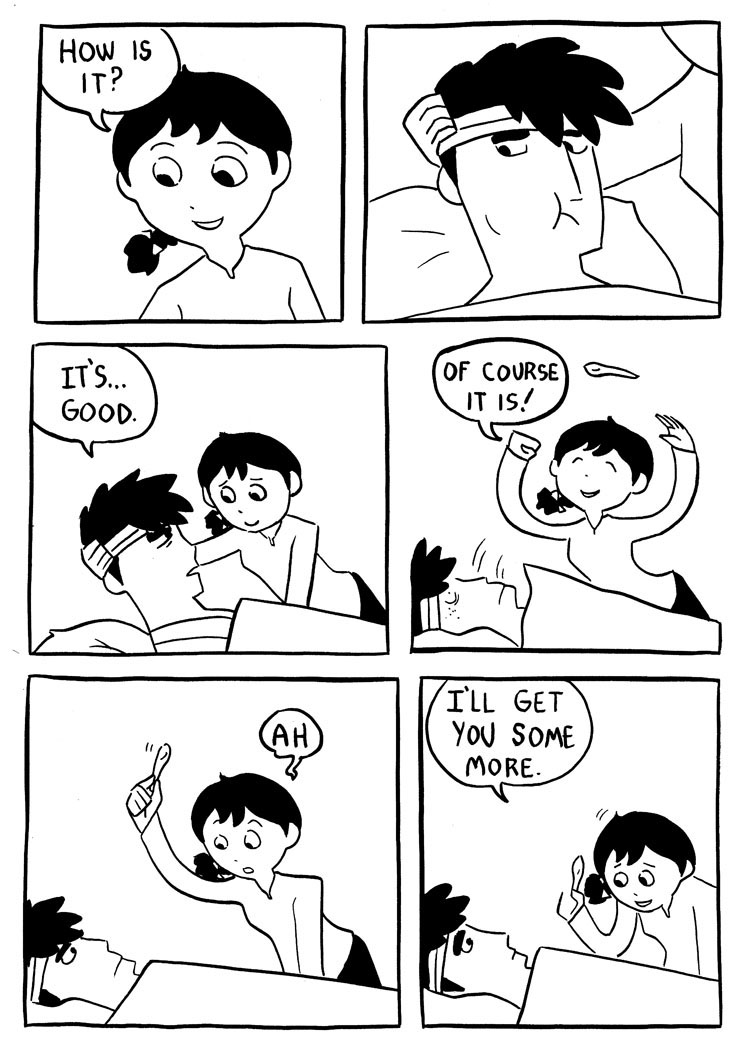 HOW IS
IT?
IT'S...
GOOD.
OF COURSE
IT IS!
AH
I'LL GET
YOU SOME
MORE.